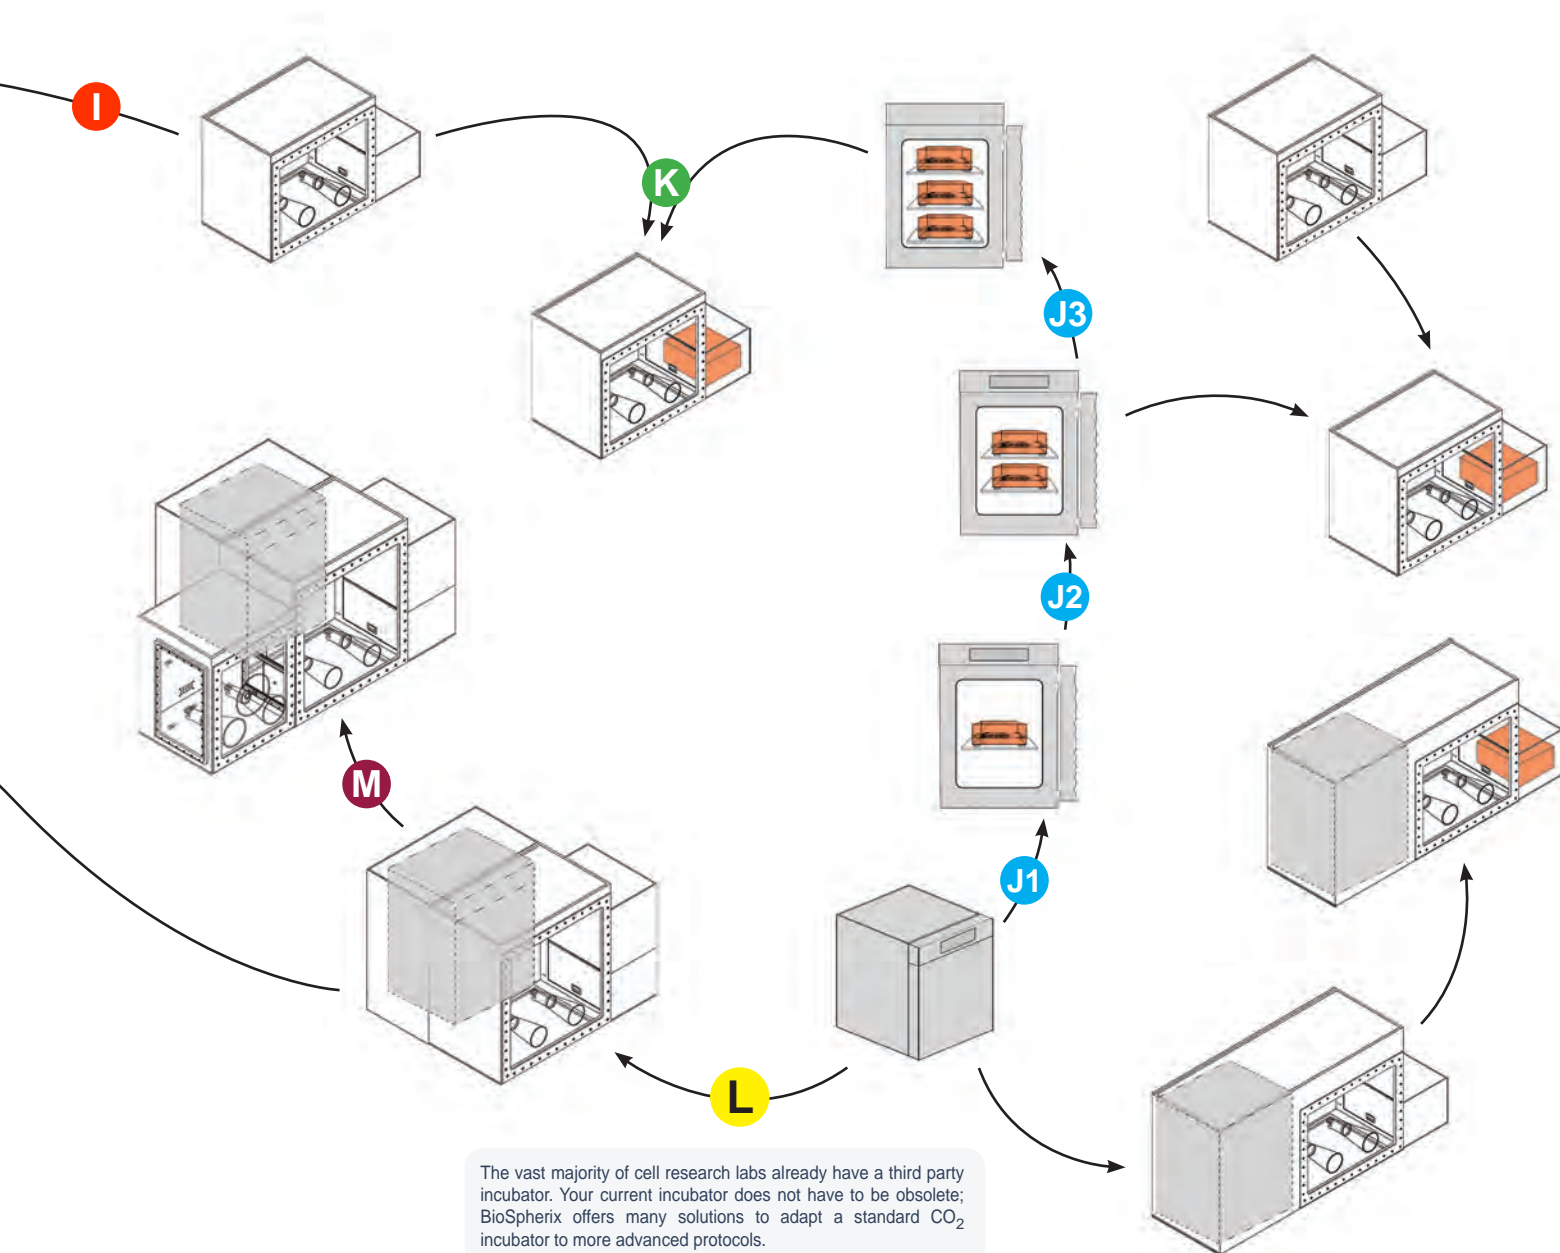 I
K
J3
J2
M
J1
L
The vast majority of cell research labs already have a third party
incubator. Your current incubator does not have to be obsolete;
BioSpherix offers many solutions to adapt a standard CO₂
incubator to more advanced protocols.